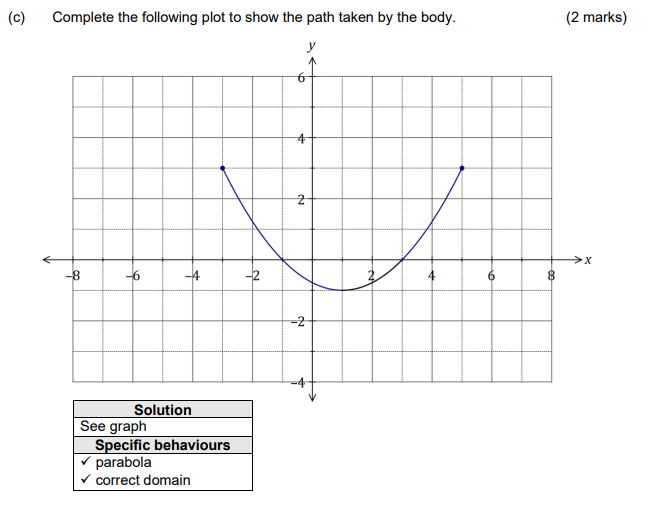 (c) Complete the following plot to show the path taken by the body. (2 marks)
y
6
4
2
x
-8 -6 -4 -2 2 4 6 8
-2
-4
Solution
See graph
Specific behaviours
✓ parabola
✓ correct domain